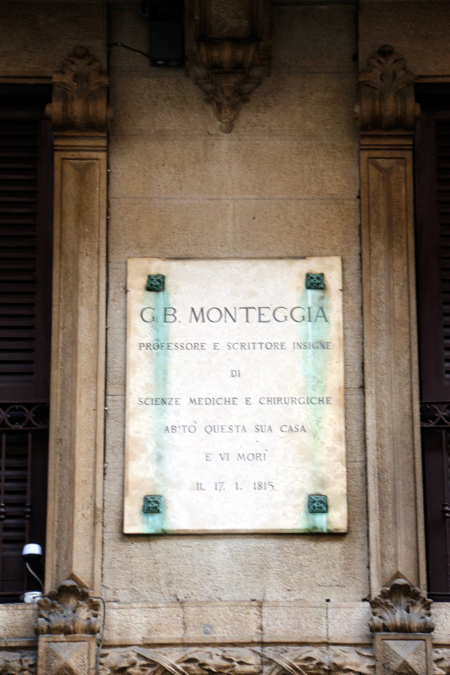 G.B. MONTEGGIA
PROFESSORE E SCRITTORE INSIGNE
DI
SCIENZE MEDICHE E CHIRURGICHE
ABITÒ QUESTA SUA CASA
E VI MORÌ
IL 17. 1. 1815